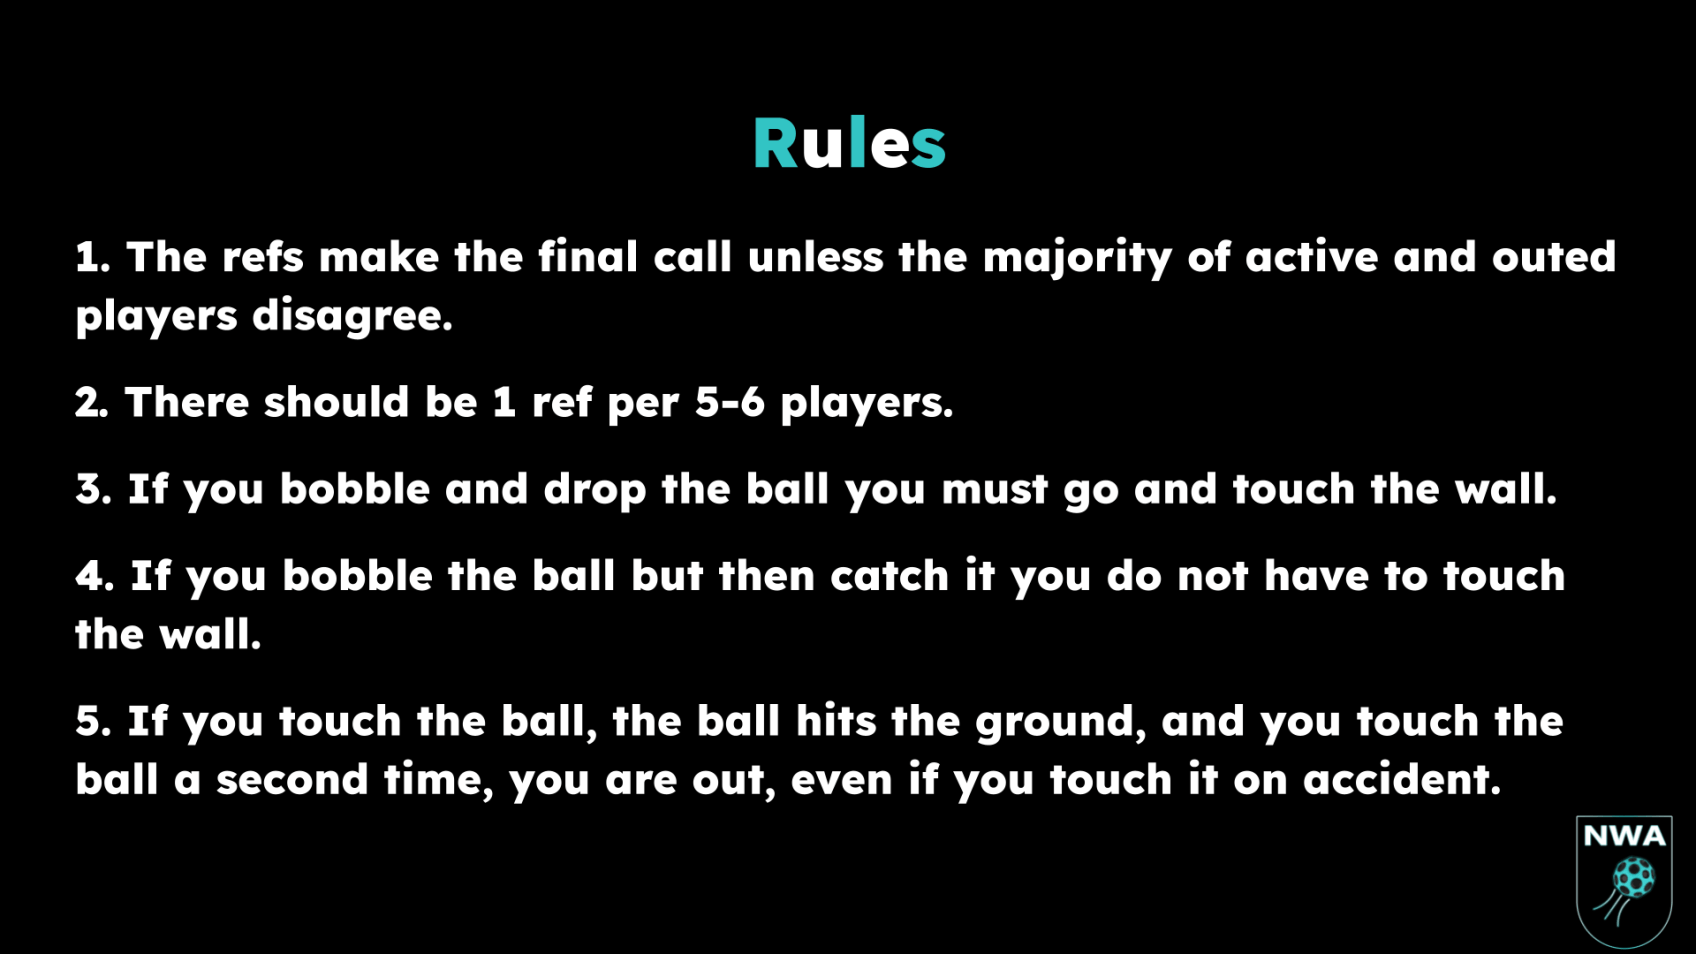 Rules
1. The refs make the final call unless the majority of active and outed
players disagree.
2. There should be 1 ref per 5-6 players.
3. If you bobble and drop the ball you must go and touch the wall.
4. If you bobble the ball but then catch it you do not have to touch
the wall.
5. If you touch the ball, the ball hits the ground, and you touch the
ball a second time, you are out, even if you touch it on accident.
NWA